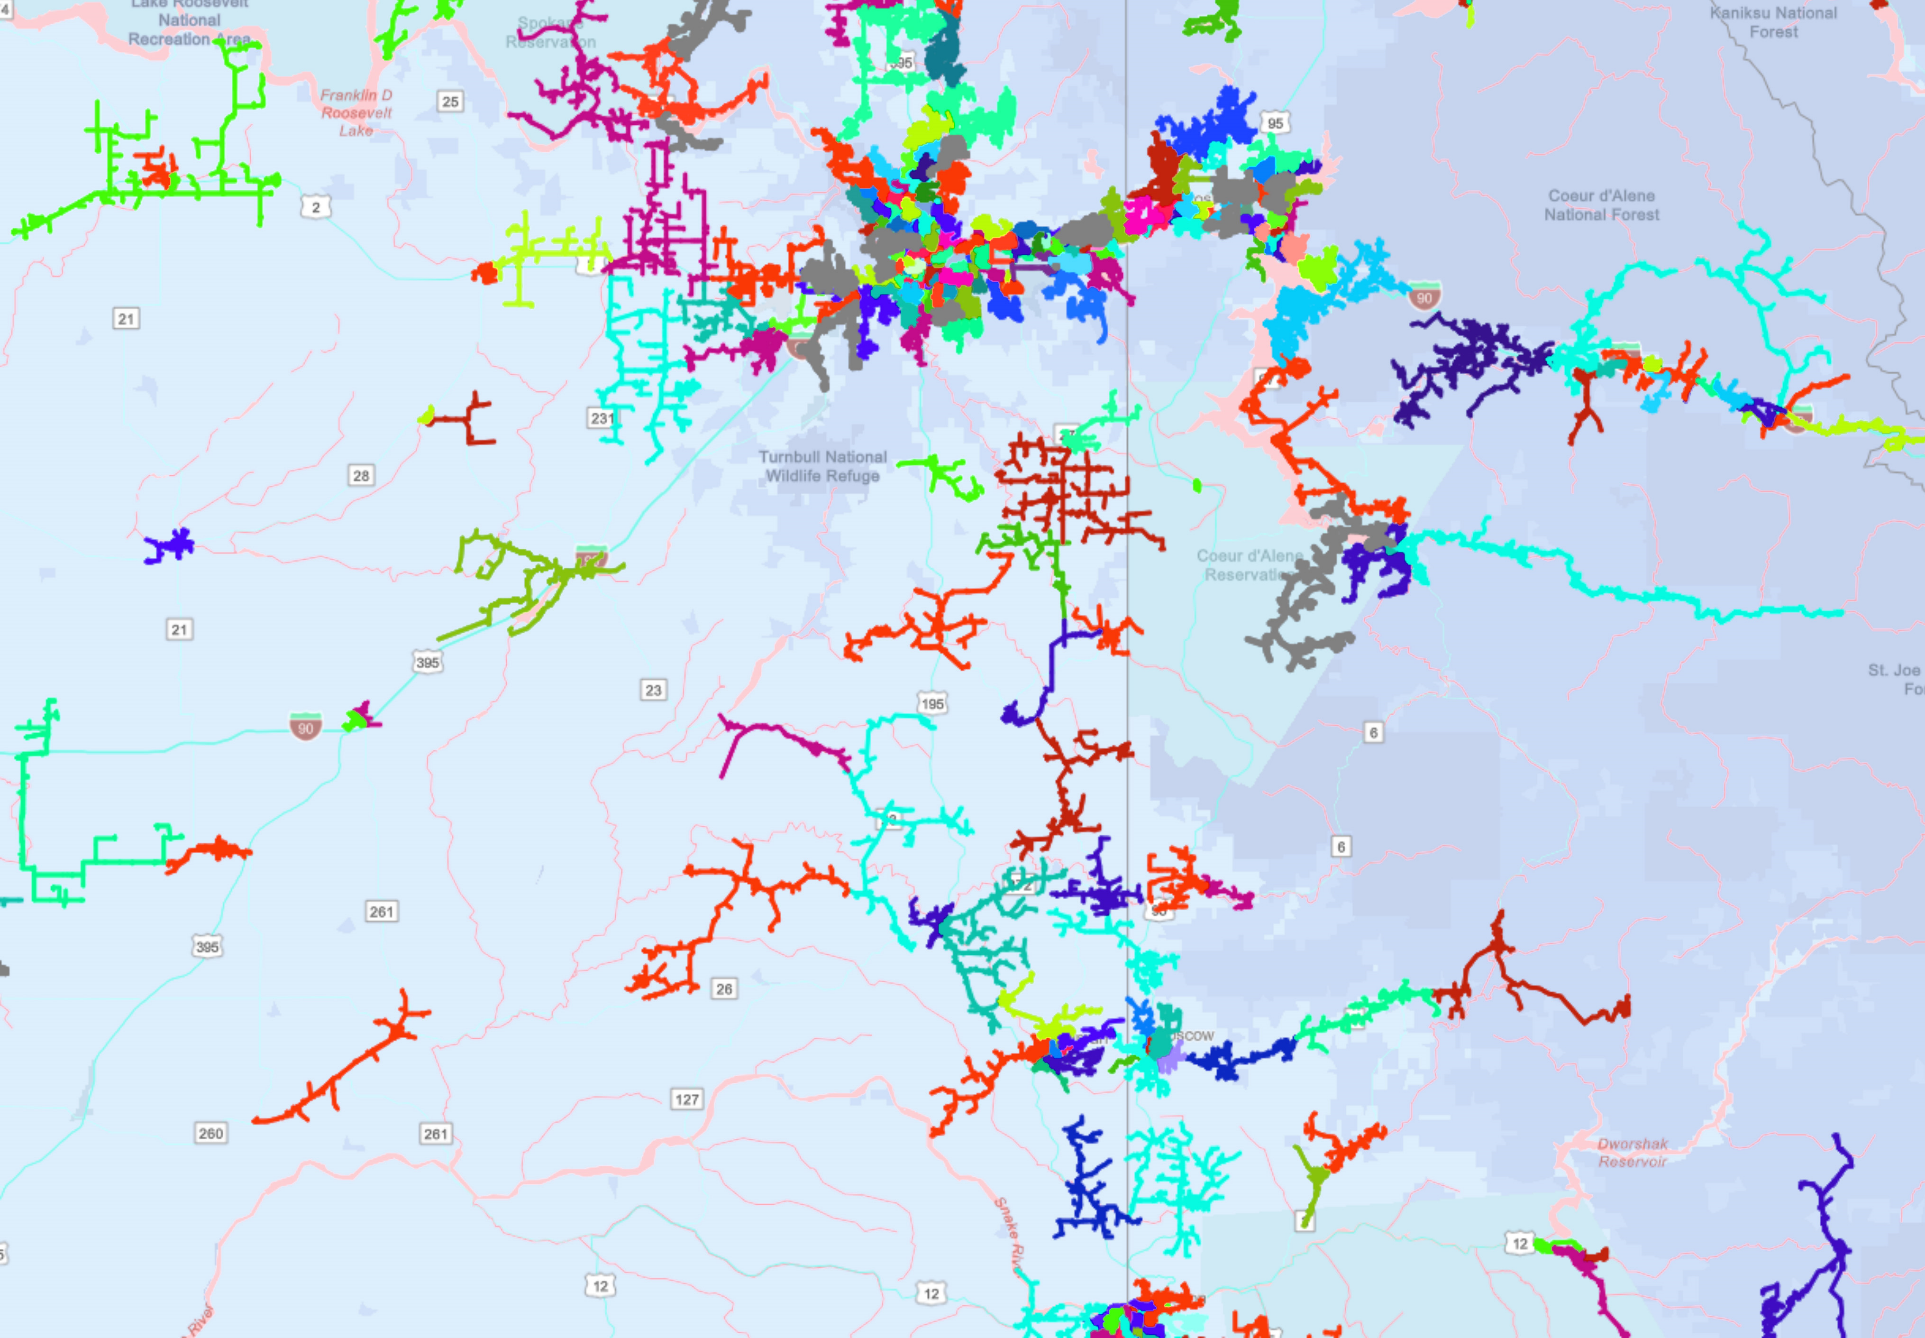 Lake Roosevelt
National
Recreation Area
Spokane
Reservation
Kaniksu National
Forest
395
25
Franklin D
Roosevelt
Lake
95
2
Coeur d'Alene
National Forest
90
21
231
27
Turnbull National
Wildlife Refuge
28
Coeur d'Alene
Reservation
21
395
23
195
90
6
St. Joe
6
261
395
26
127
260
261
Dworshak
Reservoir
Snake River
12
12
12
River